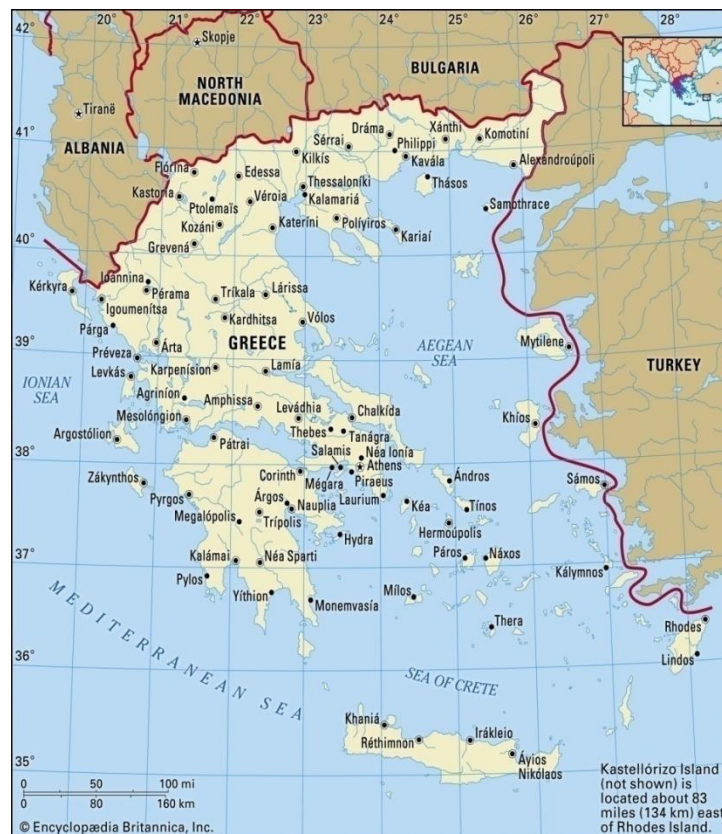 20 21 22 23 24 25 26 27 28
42
Skopje
BULGARIA
NORTH
MACEDONIA
Tiranë
41
ALBANIA
Dráma
Xánthi
Komotiní
Sérrai
Philippi
Kilkís
Kavála
Alexandroúpoli
Flórina
Edessa
Thessaloníki
Thásos
Kastoria
Véroia
Kalamariá
Ptolemaïs
Samothrace
Kozáni
Kateríni
Políyiros
Kariaí
40
Grevená
Ioánnina
Kérkyra
Pérama
Tríkala
Lárissa
Igoumenítsa
Kardhítsa
Vólos
Párga
39
Árta
GREECE
AEGEAN
SEA
Mytilène
Préveza
Karpenísion
Lamía
TURKEY
Levkás
IONIAN
SEA
Agriníon
Amphissa
Levádhia
Chalkída
Mesolóngion
Thebes
Tanágra
Khíos
Argostólion
Pátrai
Salamis
Néa Ionía
38
Athens
Zákynthos
Corinth
Mégara
Piraeus
Ándros
Sámos
Pyrgos
Árgos
Nauplia
Laurium
Kéa
Tínos
Megalópolis
Trípolis
Hermoúpolis
Hydra
37
Kalámai
Néa Sparti
Páros
Náxos
Kálymnos
Pylos
Yíthion
Monemvasía
Mílos
Thera
Rhodes
Lindos
MEDITERRANEAN SEA
36
SEA OF CRETE
Khaniá
Réthimnon
Irákleio
Áyios
Nikólaos
35
0 50 100 mi
0 80 160 km
Kastellórizo Island
(not shown) is
located about 83
miles (134 km) east
of Rhodes Island.
© Encyclopædia Britannica, Inc.